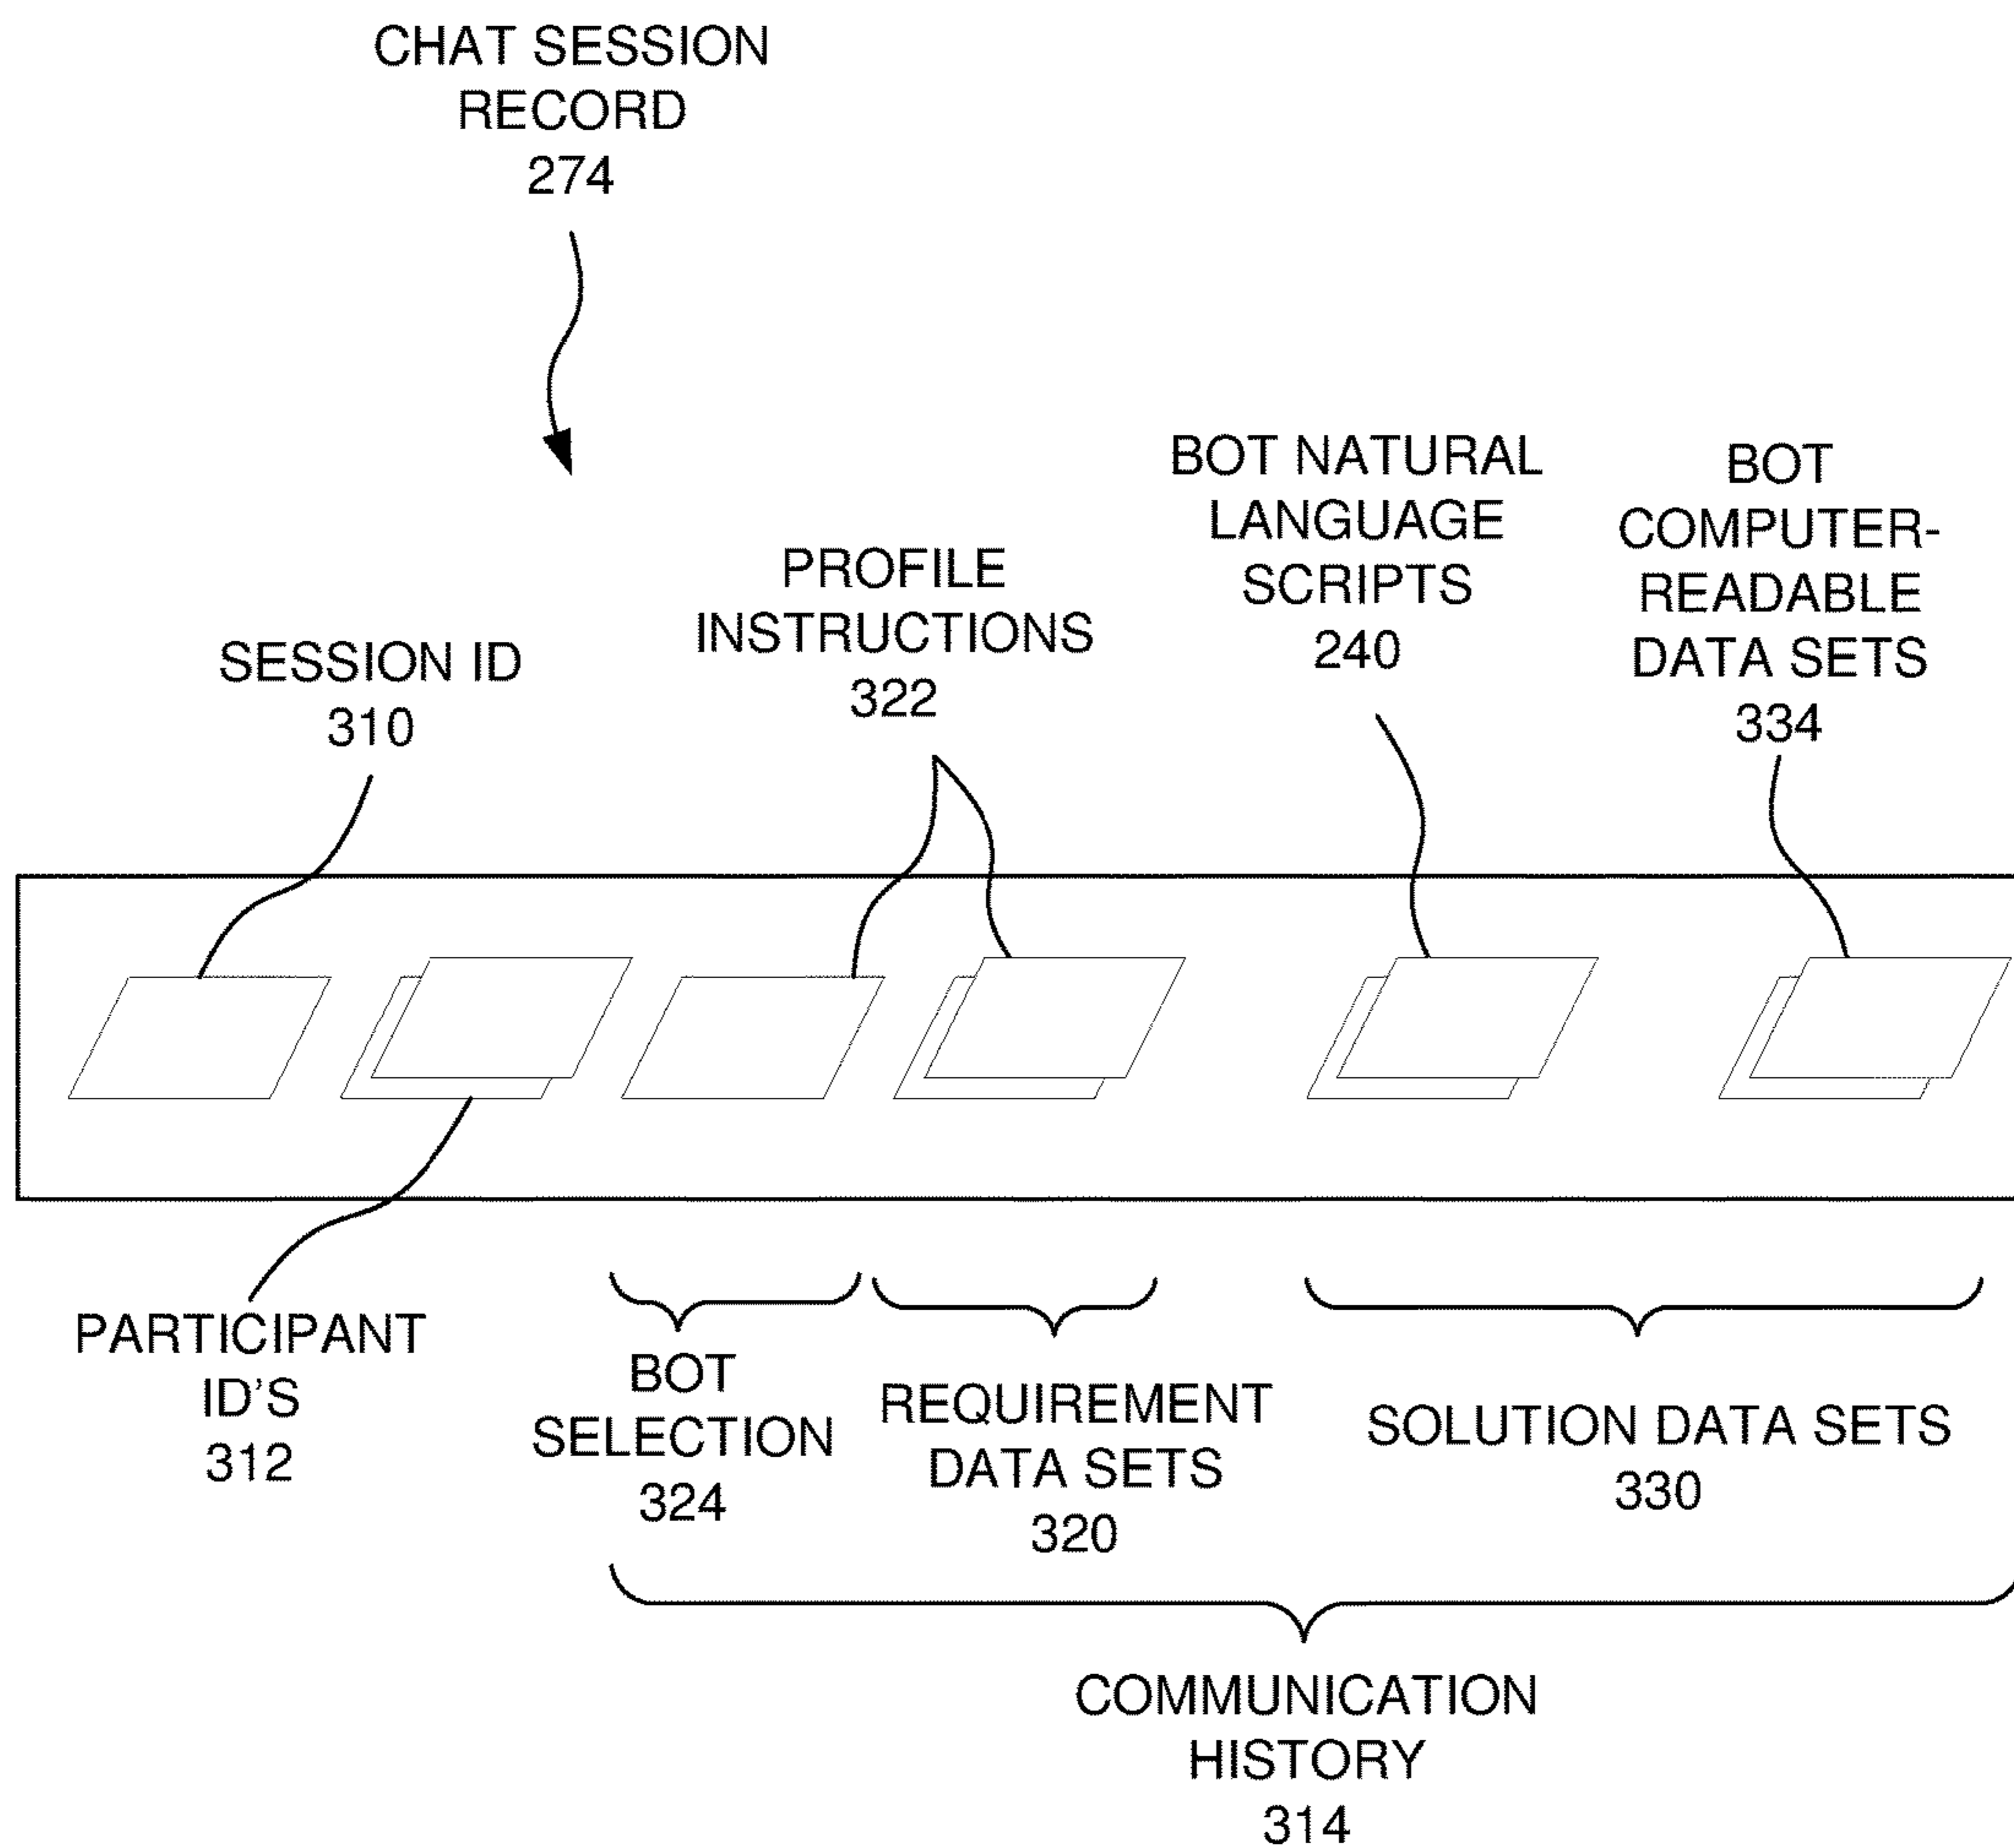 CHAT SESSION
RECORD
274
BOT NATURAL
LANGUAGE
SCRIPTS
240
BOT
COMPUTER-
READABLE
DATA SETS
334
PROFILE
INSTRUCTIONS
322
SESSION ID
310
PARTICIPANT
ID'S
312
BOT
SELECTION
324
REQUIREMENT
DATA SETS
320
SOLUTION DATA SETS
330
COMMUNICATION
HISTORY
314